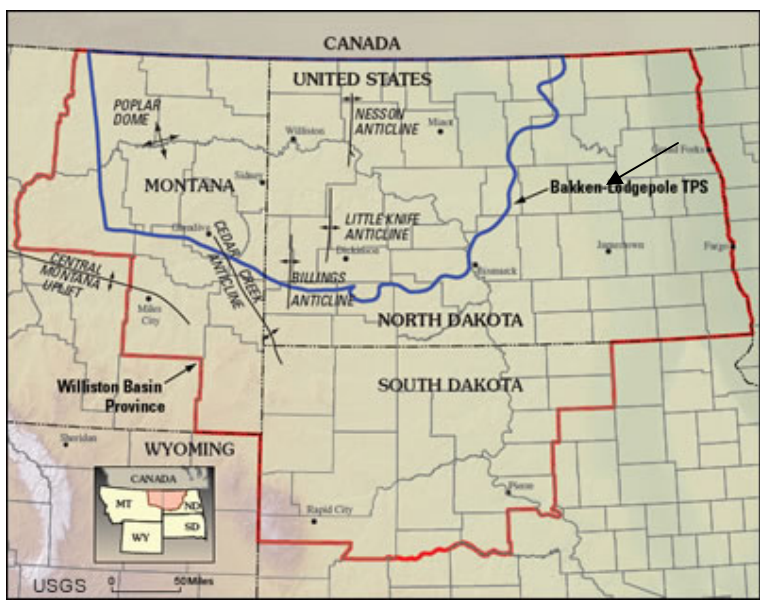 CANADA
UNITED STATES
POPLAR
DOME
NESSON
ANTICLINE
Williston
Minot
Grand Forks
Sidney
MONTANA
Bakken-Lodgepole TPS
LITTLE KNIFE
ANTICLINE
Glendive
CEDAR CREEK
ANTICLINE
Dickinson
Jamestown
Fargo
CENTRAL
MONTANA
UPLIFT
BILLINGS
ANTICLINE
Bismarck
Miles
City
NORTH DAKOTA
Williston Basin
Province
SOUTH DAKOTA
Sheridan
WYOMING
CANADA
MT
ND
SD
WY
Rapid City
Pierre
USGS
0 50Miles